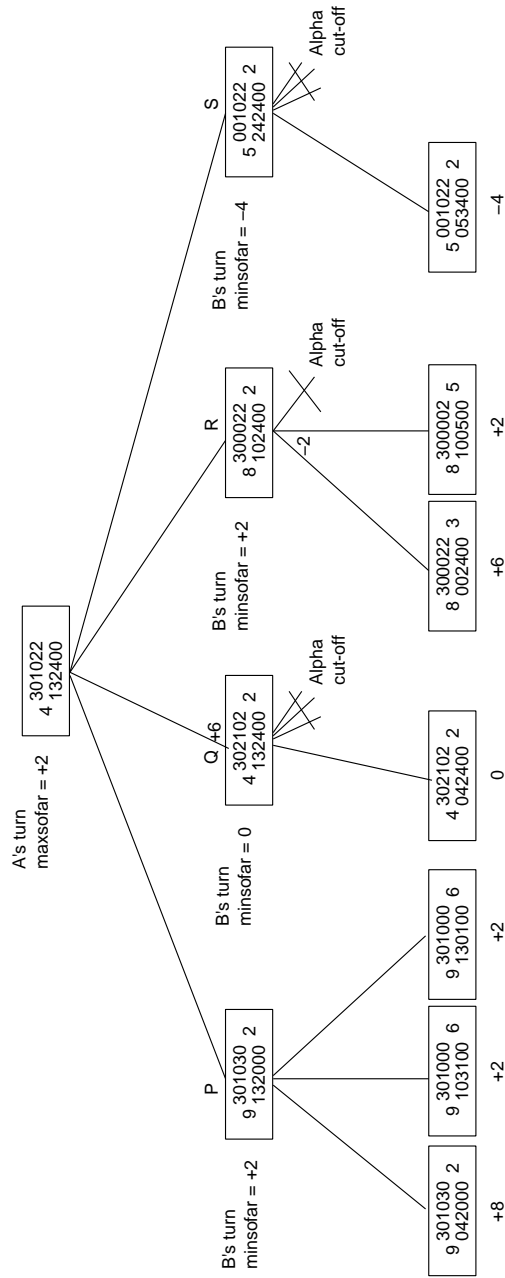 A's turn
maxsofar = +2
301022
4 132400
P
B's turn
minsofar = +2
301030
9 132000 2
Q +6
B's turn
minsofar = 0
302102
4 132400 2
Alpha
cut-off
R
B's turn
minsofar = +2
300022
8 102400 2
−2
Alpha
cut-off
S
B's turn
minsofar = −4
001022
5 242400 2
Alpha
cut-off
301030
9 042000 2
+8
301000
9 103100 6
+2
301000
9 130100 6
+2
302102
4 042400 2
0
300022
8 002400 3
+6
300002
8 100500 5
+2
001022
5 053400 2
−4